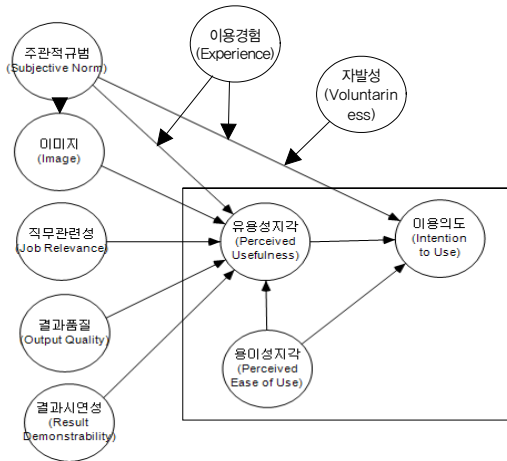 주관적규범
(Subjective Norm)
이용경험
(Experience)
자발성
(Voluntarin
ess)
이미지
(Image)
직무관련성
(Job Relevance)
유용성지각
(Perceived
Usefulness)
이용의도
(Intention
to Use)
결과품질
(Output Quality)
용미성지각
(Perceived
Ease of Use)
결과시연성
(Result
Demonstrability)